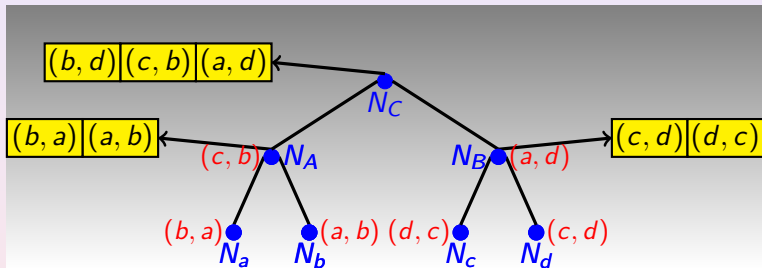 (b, d) (c, b) (a, d)
N_C
(b, a) (a, b) (c, b) N_A N_B (a, d) (c, d) (d, c)
(b, a) (a, b) (d, c) (c, d)
N_a N_b N_c N_d